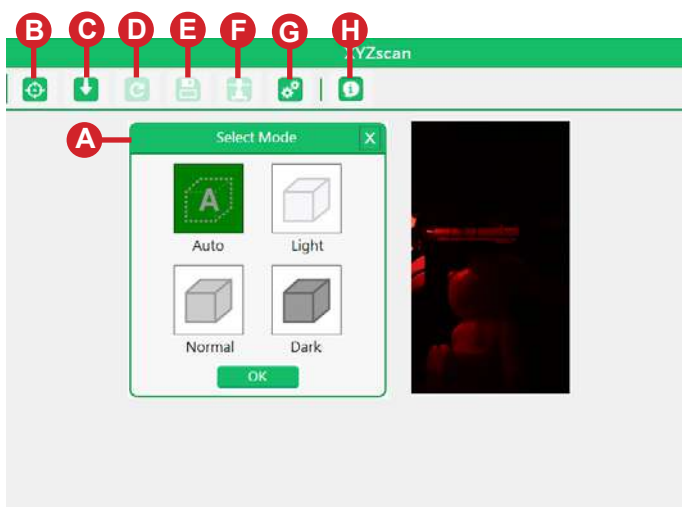 B C D E F G H
XYZscan
A
Select Mode X
A
Auto Light
Normal Dark
OK